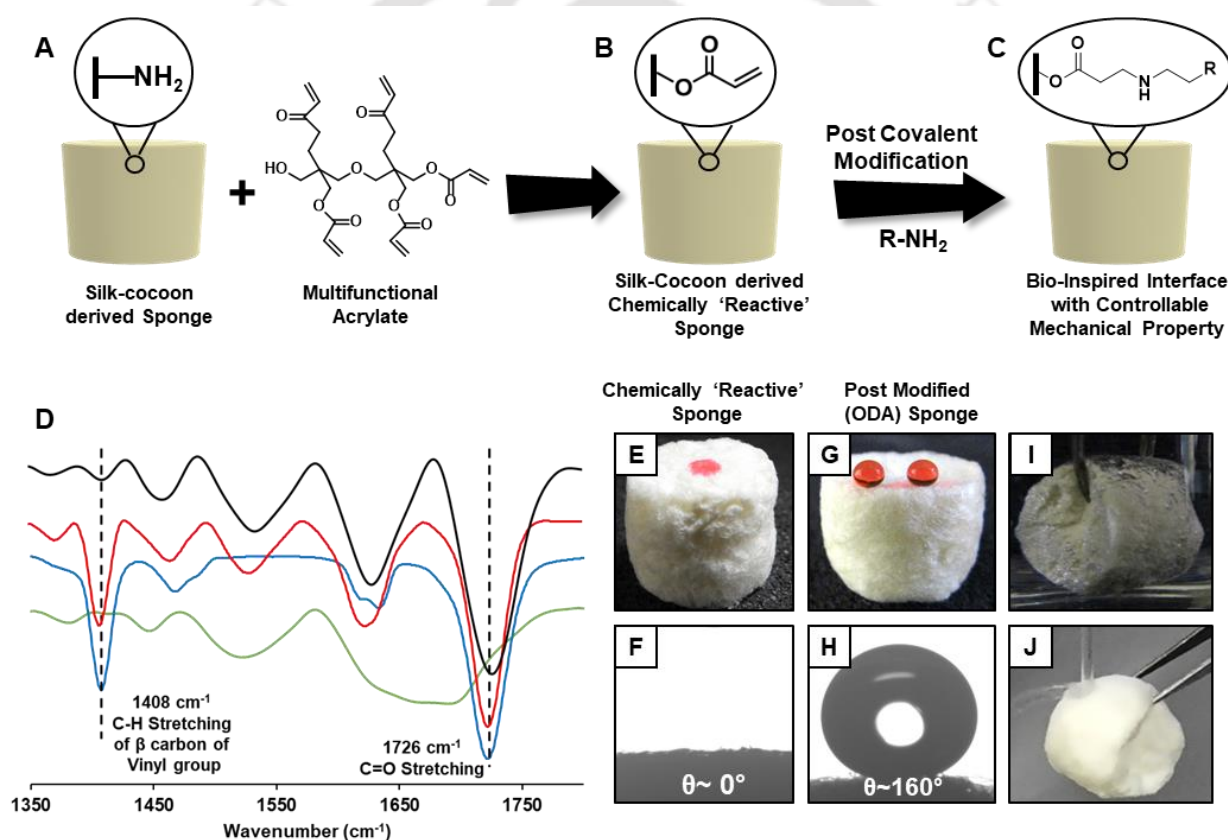 A
NH₂
Silk-cocoon
derived Sponge
+
HO
O
O
O
O
O
O
O
O
O
Multifunctional
Acrylate
B
O
O
Silk-Cocoon derived
Chemically ‘Reactive’
Sponge
Post Covalent
Modification
R-NH₂
C
O
O
N
H
R
Bio-Inspired Interface
with Controllable
Mechanical Property
D
1408 cm⁻¹
C-H Stretching
of β carbon of
Vinyl group
1726 cm⁻¹
C=O Stretching
1350 1450 1550 1650 1750
Wavenumber (cm⁻¹)
Chemically ‘Reactive’
Sponge
Post Modified
(ODA) Sponge
E
G
I
F
θ~ 0°
H
θ~160°
J